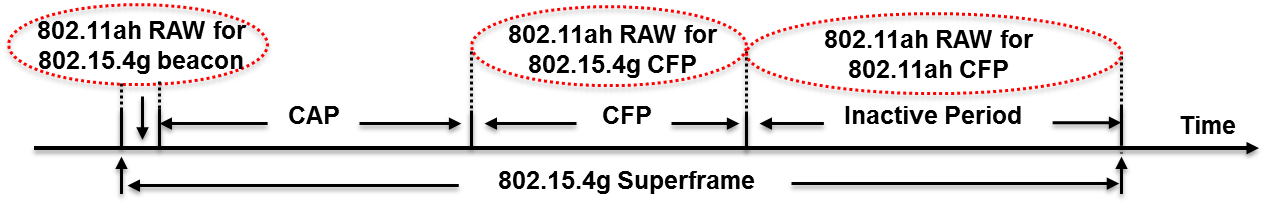 802.11ah RAW for
802.15.4g beacon
802.11ah RAW for
802.15.4g CFP
802.11ah RAW for
802.11ah CFP
CAP
CFP
Inactive Period
Time
802.15.4g Superframe